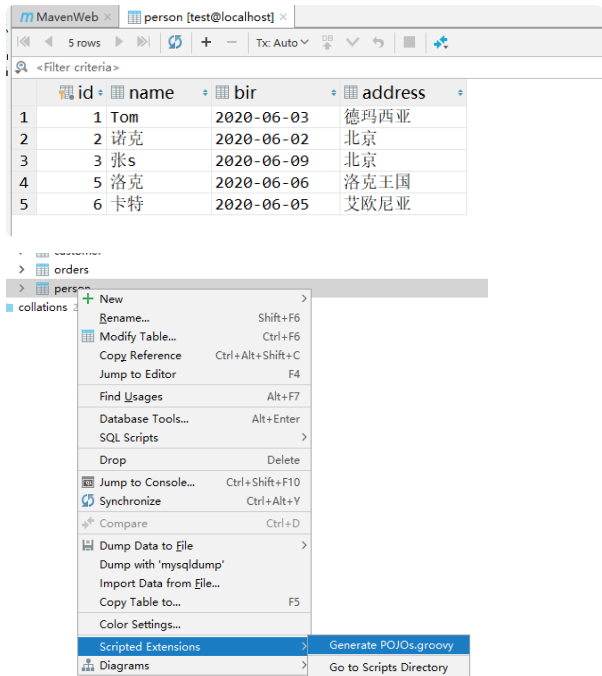 MavenWeb × person [test@localhost] ×
5 rows Tx: Auto DB
<Filter criteria>
id name bir address
1 1 Tom 2020-06-03 德玛西亚
2 2 诺克 2020-06-02 北京
3 3 张s 2020-06-09 北京
4 5 洛克 2020-06-06 洛克王国
5 6 卡特 2020-06-05 艾欧尼亚
customer
orders
person
collations 2
New
Rename... Shift+F6
Modify Table... Ctrl+F6
Copy Reference Ctrl+Alt+Shift+C
Jump to Editor F4
Find Usages Alt+F7
Database Tools... Alt+Enter
SQL Scripts
Drop Delete
Jump to Console... Ctrl+Shift+F10
Synchronize Ctrl+Alt+Y
Compare Ctrl+D
Dump Data to File
Dump with 'mysqldump'
Import Data from File...
Copy Table to... F5
Color Settings...
Scripted Extensions Generate POJOs.groovy
Diagrams Go to Scripts Directory